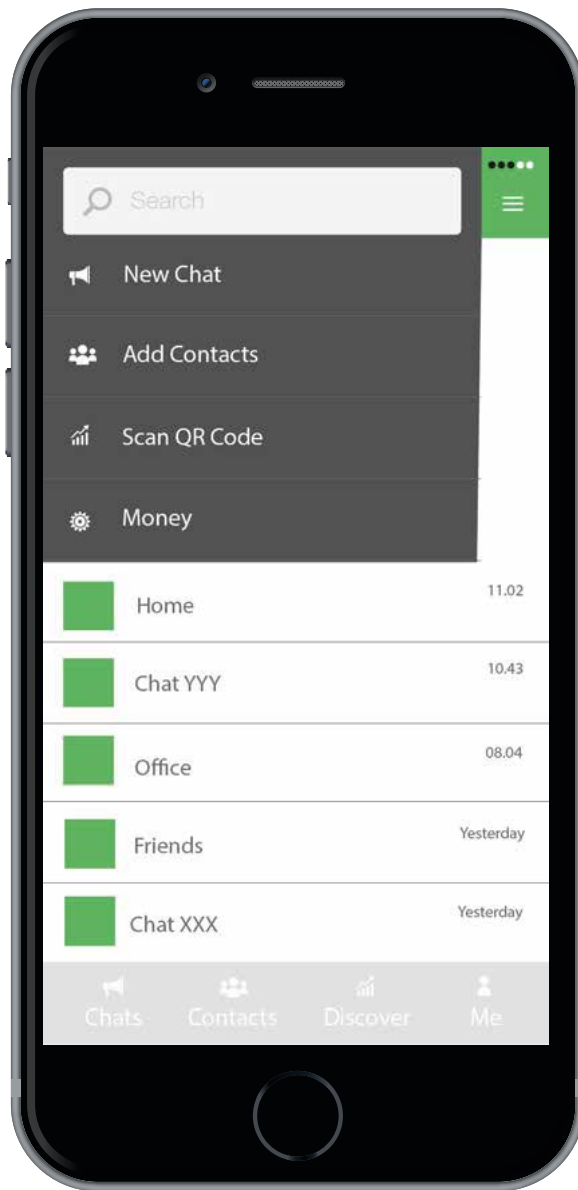 Search
New Chat
Add Contacts
Scan QR Code
Money
Home 11.02
Chat YYY 10.43
Office 08.04
Friends Yesterday
Chat XXX Yesterday
Chats Contacts Discover Me